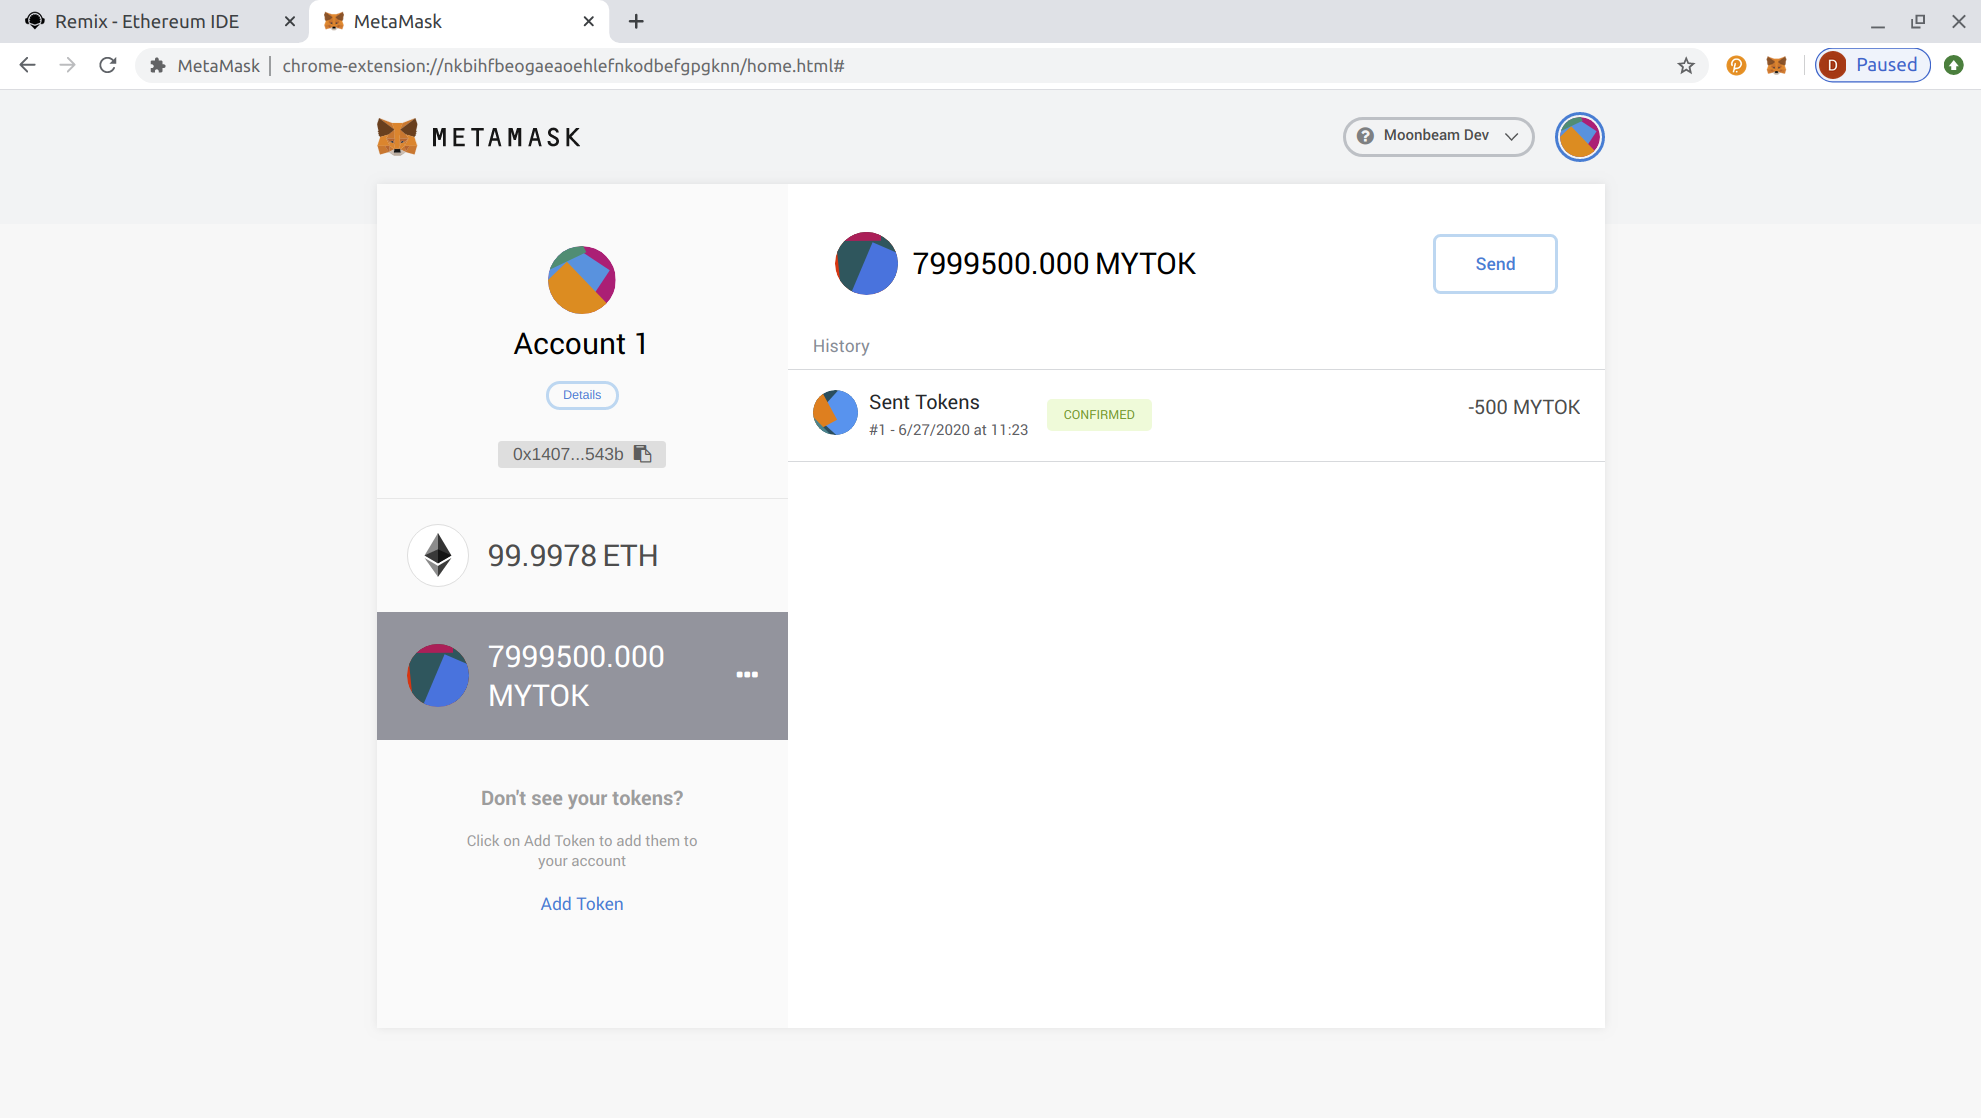 Remix - Ethereum IDE
MetaMask
MetaMask | chrome-extension://nkbihfbeogaeaoehlefnkodbefgpgknn/home.html#
D Paused
METAMASK
Moonbeam Dev
Account 1
Details
0x1407...543b
99.9978 ETH
7999500.000
MYTOK
Don't see your tokens?
Click on Add Token to add them to
your account
Add Token
7999500.000 MYTOK
Send
History
Sent Tokens
#1 - 6/27/2020 at 11:23
CONFIRMED
-500 MYTOK